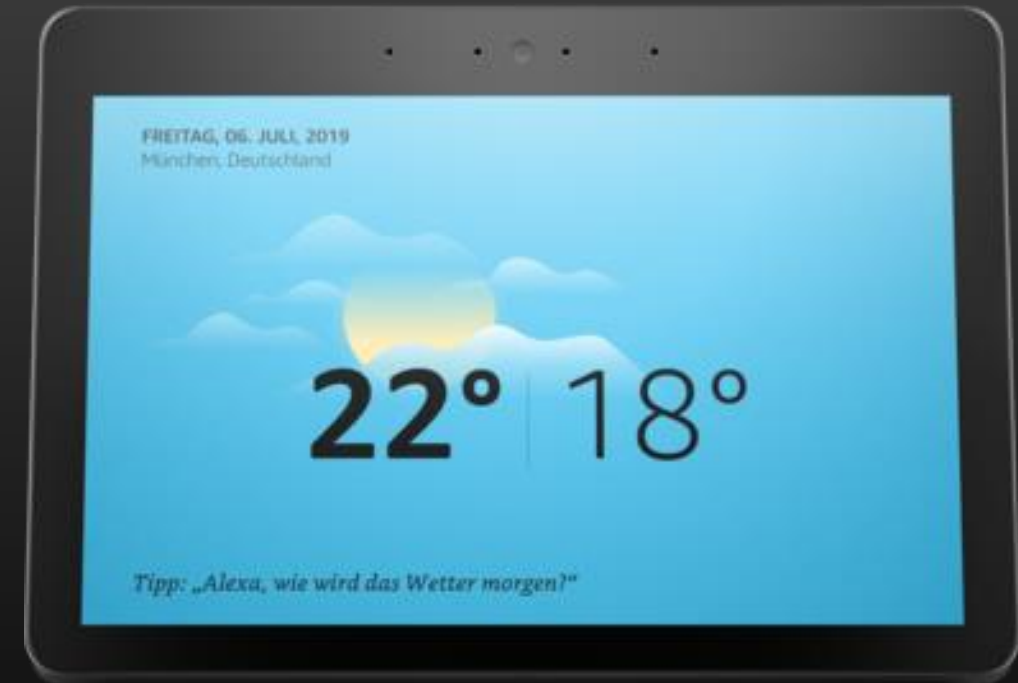 FREITAG, 06. JULI, 2019
München, Deutschland
22° 18°
Tipp: „Alexa, wie wird das Wetter morgen?“